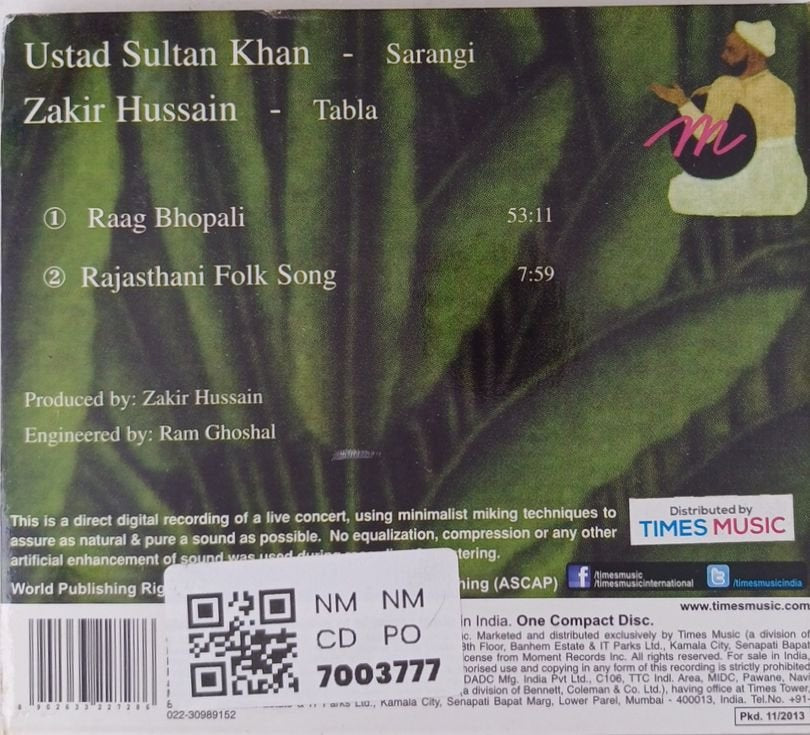 Ustad Sultan Khan - Sarangi
Zakir Hussain - Tabla
m
① Raag Bhopali 53:11
② Rajasthani Folk Song 7:59
Produced by: Zakir Hussain
Engineered by: Ram Ghoshal
This is a direct digital recording of a live concert, using minimalist miking techniques to
assure as natural & pure a sound as possible. No equalization, compression or any other
artificial enhancement of sound was used
World Publishing (ASCAP)
Distributed by
TIMES MUSIC
f /timesmusic
/timesmusicinternational
/timesmusicindia
www.timesmusic.com
NM NM
CD PO
7003777
in India. One Compact Disc.
Marketed and distributed exclusively by Times Music (a division of
8th Floor, Banhem Estate & IT Parks Ltd., Kamala City, Senapati Bapat
from Moment Records Inc. All rights reserved. For sale in India,
use and copying in any form of this recording is strictly prohibited
DADC Mfg. India Pvt Ltd., C106, TTC Indl. Area, MIDC, Pawane, Navi
(a division of Bennett, Coleman & Co. Ltd.), having office at Times Tower,
Kamala City, Senapati Bapat Marg, Lower Parel, Mumbai - 400013, India. Tel.No. +91-
022-30989152
8 902633 227286
Pkd. 11/2013